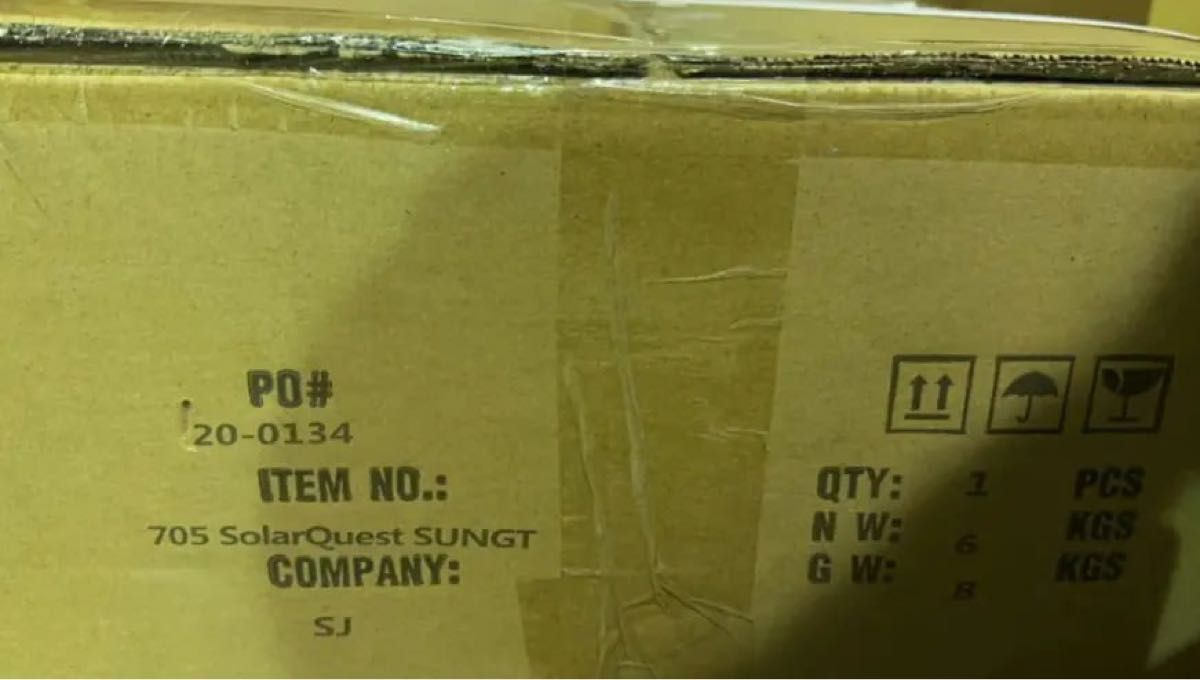 PO#
20-0134
ITEM NO.:
705 SolarQuest SUNGT
COMPANY:
SJ
QTY: 1 PCS
N W: 6 KGS
G W: 8 KGS